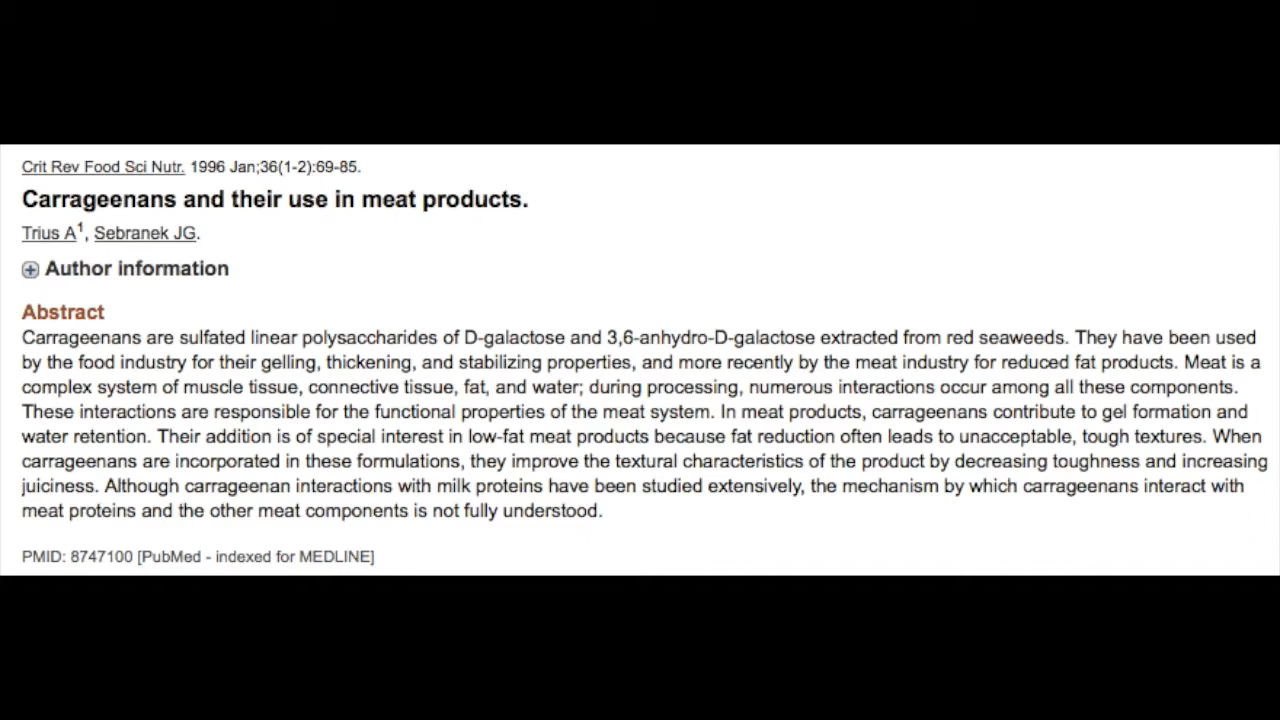 Crit Rev Food Sci Nutr. 1996 Jan;36(1-2):69-85.
Carrageenans and their use in meat products.
Trius A1, Sebranek JG.
Author information
Abstract
Carrageenans are sulfated linear polysaccharides of D-galactose and 3,6-anhydro-D-galactose extracted from red seaweeds. They have been used
by the food industry for their gelling, thickening, and stabilizing properties, and more recently by the meat industry for reduced fat products. Meat is a
complex system of muscle tissue, connective tissue, fat, and water; during processing, numerous interactions occur among all these components.
These interactions are responsible for the functional properties of the meat system. In meat products, carrageenans contribute to gel formation and
water retention. Their addition is of special interest in low-fat meat products because fat reduction often leads to unacceptable, tough textures. When
carrageenans are incorporated in these formulations, they improve the textural characteristics of the product by decreasing toughness and increasing
juiciness. Although carrageenan interactions with milk proteins have been studied extensively, the mechanism by which carrageenans interact with
meat proteins and the other meat components is not fully understood.
PMID: 8747100 [PubMed - indexed for MEDLINE]